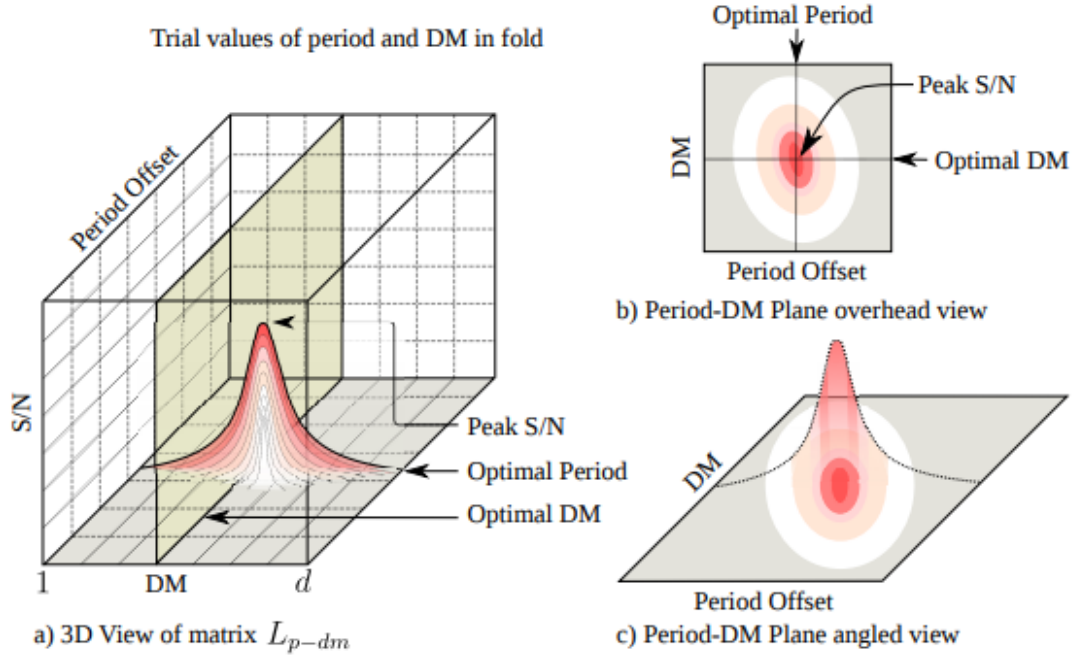 Trial values of period and DM in fold
Period Offset
S/N
Peak S/N
Optimal Period
Optimal DM
1
DM
d
a) 3D View of matrix L_{p-dm}
Optimal Period
Peak S/N
DM
Optimal DM
Period Offset
b) Period-DM Plane overhead view
DM
Period Offset
c) Period-DM Plane angled view